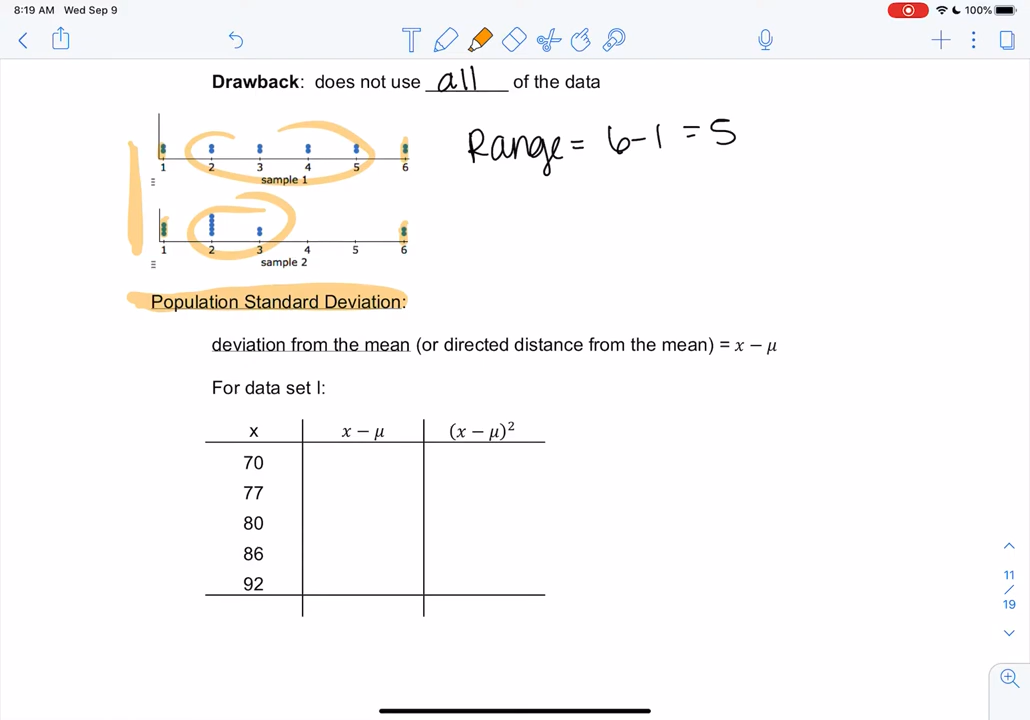 8:19 AM Wed Sep 9 100%
T
Drawback: does not use all of the data
Range = 6-1 = 5
1 2 3 4 5 6
sample 1
1 2 3 4 5 6
sample 2
Population Standard Deviation:
deviation from the mean (or directed distance from the mean) = x − μ
For data set I:
x x − μ (x − μ)²
70
77
80
86
92
11
/
19